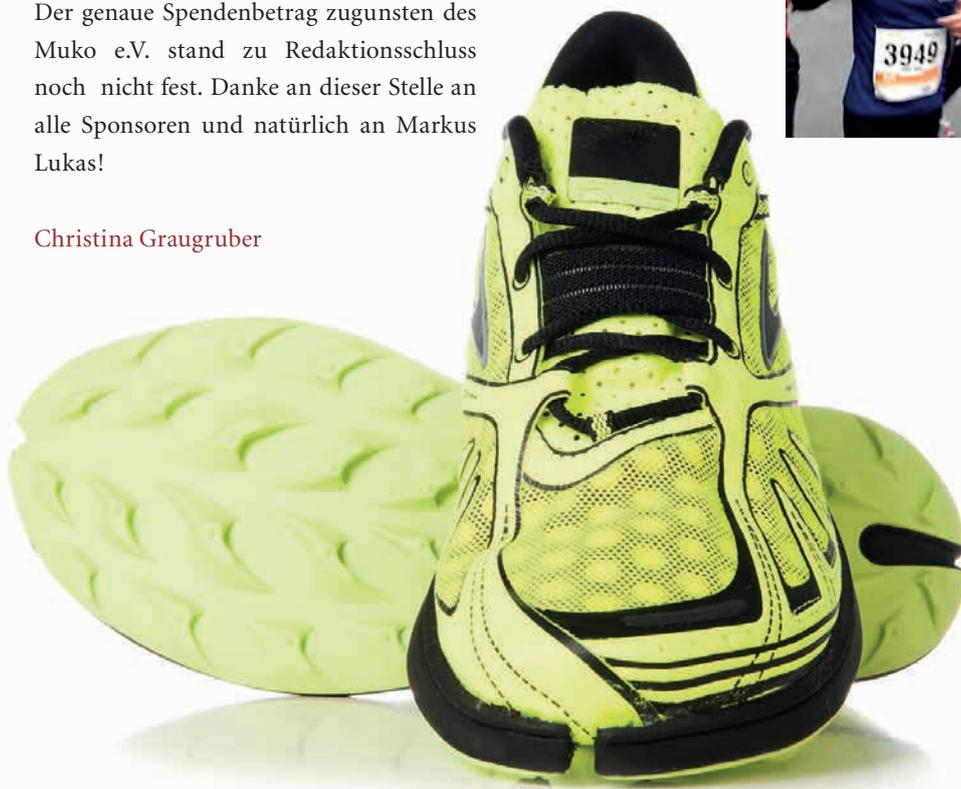 Der genaue Spendenbetrag zugunsten des
Muko e.V. stand zu Redaktionsschluss
noch nicht fest. Danke an dieser Stelle an
alle Sponsoren und natürlich an Markus
Lukas!
Christina Graugruber
3949